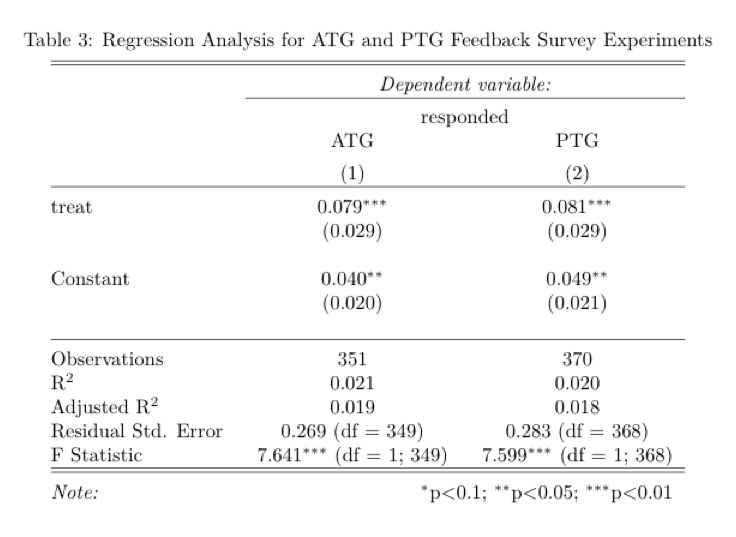 Table 3: Regression Analysis for ATG and PTG Feedback Survey Experiments
Dependent variable:
responded
ATG PTG
(1) (2)
treat 0.079*** 0.081***
(0.029) (0.029)
Constant 0.040** 0.049**
(0.020) (0.021)
Observations 351 370
R² 0.021 0.020
Adjusted R² 0.019 0.018
Residual Std. Error 0.269 (df = 349) 0.283 (df = 368)
F Statistic 7.641*** (df = 1; 349) 7.599*** (df = 1; 368)
Note: *p<0.1; **p<0.05; ***p<0.01